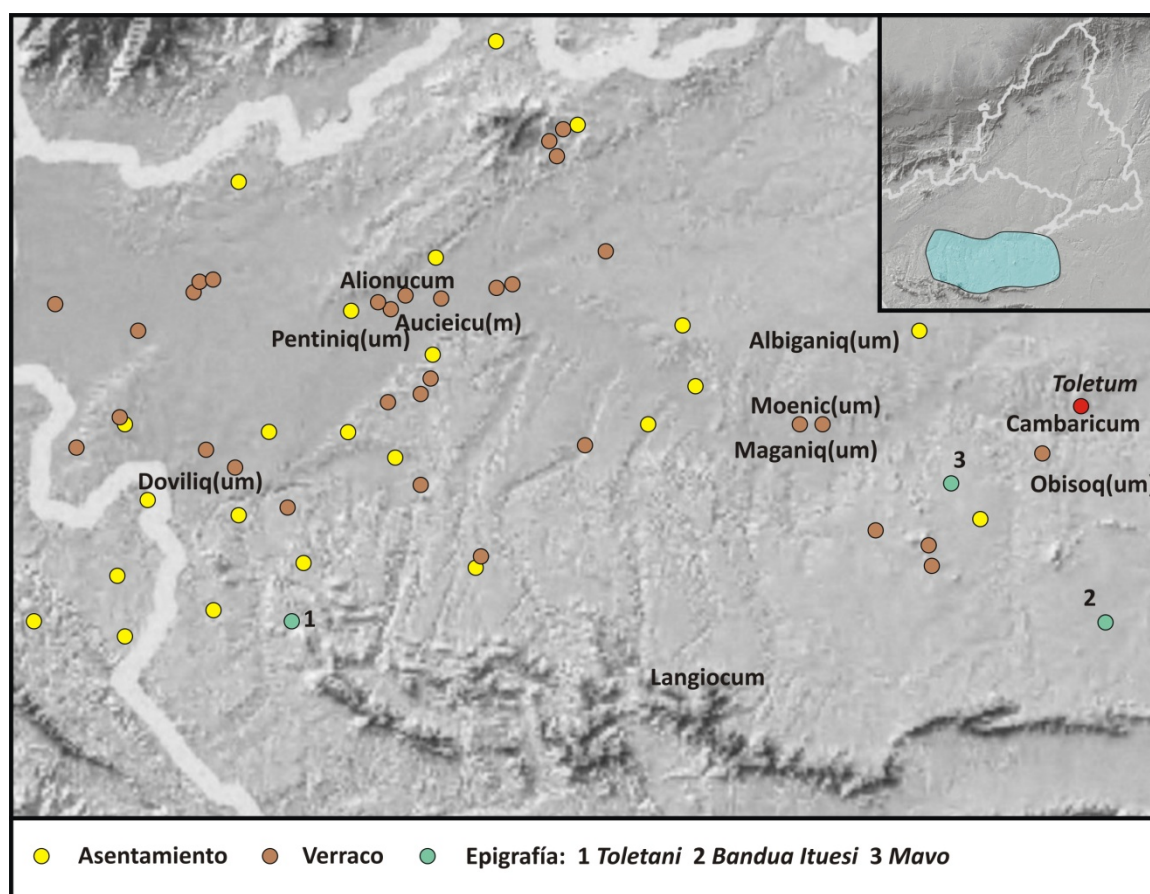 Alionucum
Aucieicu(m)
Pentiniq(um)
Albiganiq(um)
Toletum
Moenic(um)
Cambaricum
Maganiq(um)
3
Doviliq(um)
Obisoq(um)
1
2
Langiocum
Asentamiento Verraco Epigrafía: 1 Toletani 2 Bandua Ituesi 3 Mavo